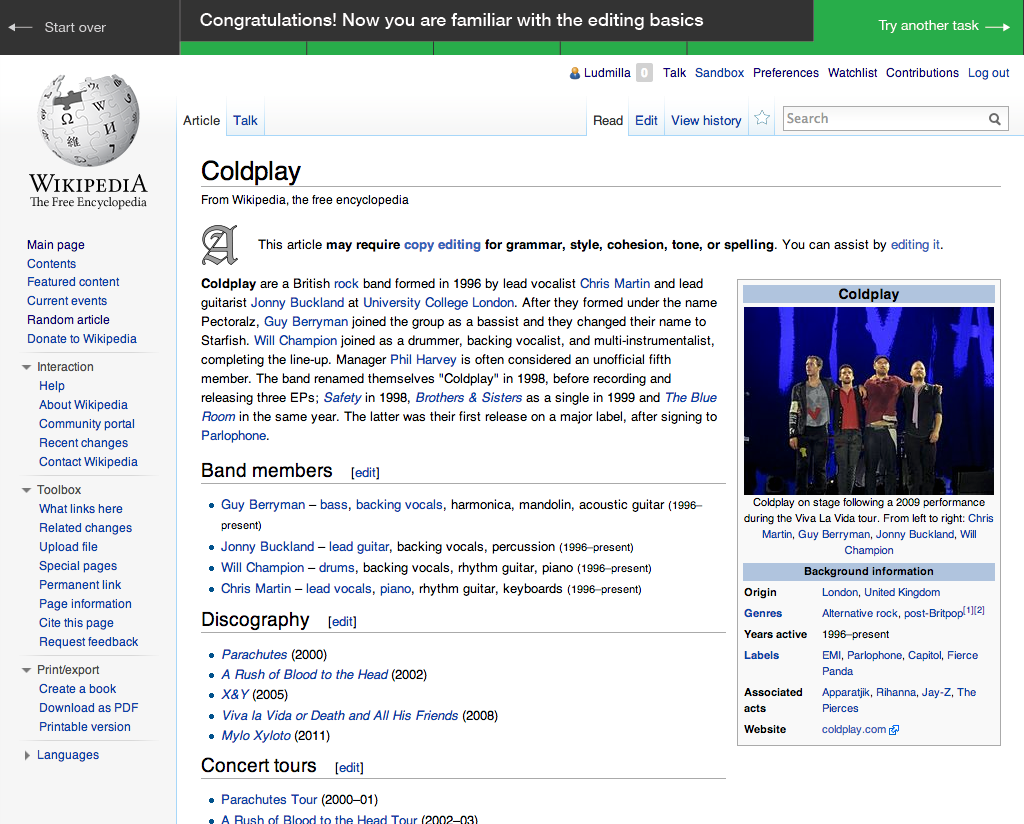 Start over
Congratulations! Now you are familiar with the editing basics
Try another task
Ludmilla 0 Talk Sandbox Preferences Watchlist Contributions Log out
Article Talk Read Edit View history Search
WIKIPEDIA
The Free Encyclopedia
Main page
Contents
Featured content
Current events
Random article
Donate to Wikipedia
Interaction
Help
About Wikipedia
Community portal
Recent changes
Contact Wikipedia
Toolbox
What links here
Related changes
Upload file
Special pages
Permanent link
Page information
Cite this page
Request feedback
Print/export
Create a book
Download as PDF
Printable version
Languages
Coldplay
From Wikipedia, the free encyclopedia
This article may require copy editing for grammar, style, cohesion, tone, or spelling. You can assist by editing it.
Coldplay are a British rock band formed in 1996 by lead vocalist Chris Martin and lead
guitarist Jonny Buckland at University College London. After they formed under the name
Pectoralz, Guy Berryman joined the group as a bassist and they changed their name to
Starfish. Will Champion joined as a drummer, backing vocalist, and multi-instrumentalist,
completing the line-up. Manager Phil Harvey is often considered an unofficial fifth
member. The band renamed themselves "Coldplay" in 1998, before recording and
releasing three EPs; Safety in 1998, Brothers & Sisters as a single in 1999 and The Blue
Room in the same year. The latter was their first release on a major label, after signing to
Parlophone.
Band members [edit]
• Guy Berryman – bass, backing vocals, harmonica, mandolin, acoustic guitar (1996–
present)
• Jonny Buckland – lead guitar, backing vocals, percussion (1996–present)
• Will Champion – drums, backing vocals, rhythm guitar, piano (1996–present)
• Chris Martin – lead vocals, piano, rhythm guitar, keyboards (1996–present)
Discography [edit]
• Parachutes (2000)
• A Rush of Blood to the Head (2002)
• X&Y (2005)
• Viva la Vida or Death and All His Friends (2008)
• Mylo Xyloto (2011)
Concert tours [edit]
• Parachutes Tour (2000–01)
• A Rush of Blood to the Head Tour (2002–03)
Coldplay
Coldplay on stage following a 2009 performance
during the Viva La Vida tour. From left to right: Chris
Martin, Guy Berryman, Jonny Buckland, Will
Champion
Background information
Origin London, United Kingdom
Genres Alternative rock, post-Britpop[1][2]
Years active 1996–present
Labels EMI, Parlophone, Capitol, Fierce
Panda
Associated Apparatjik, Rihanna, Jay-Z, The
acts Pierces
Website coldplay.com